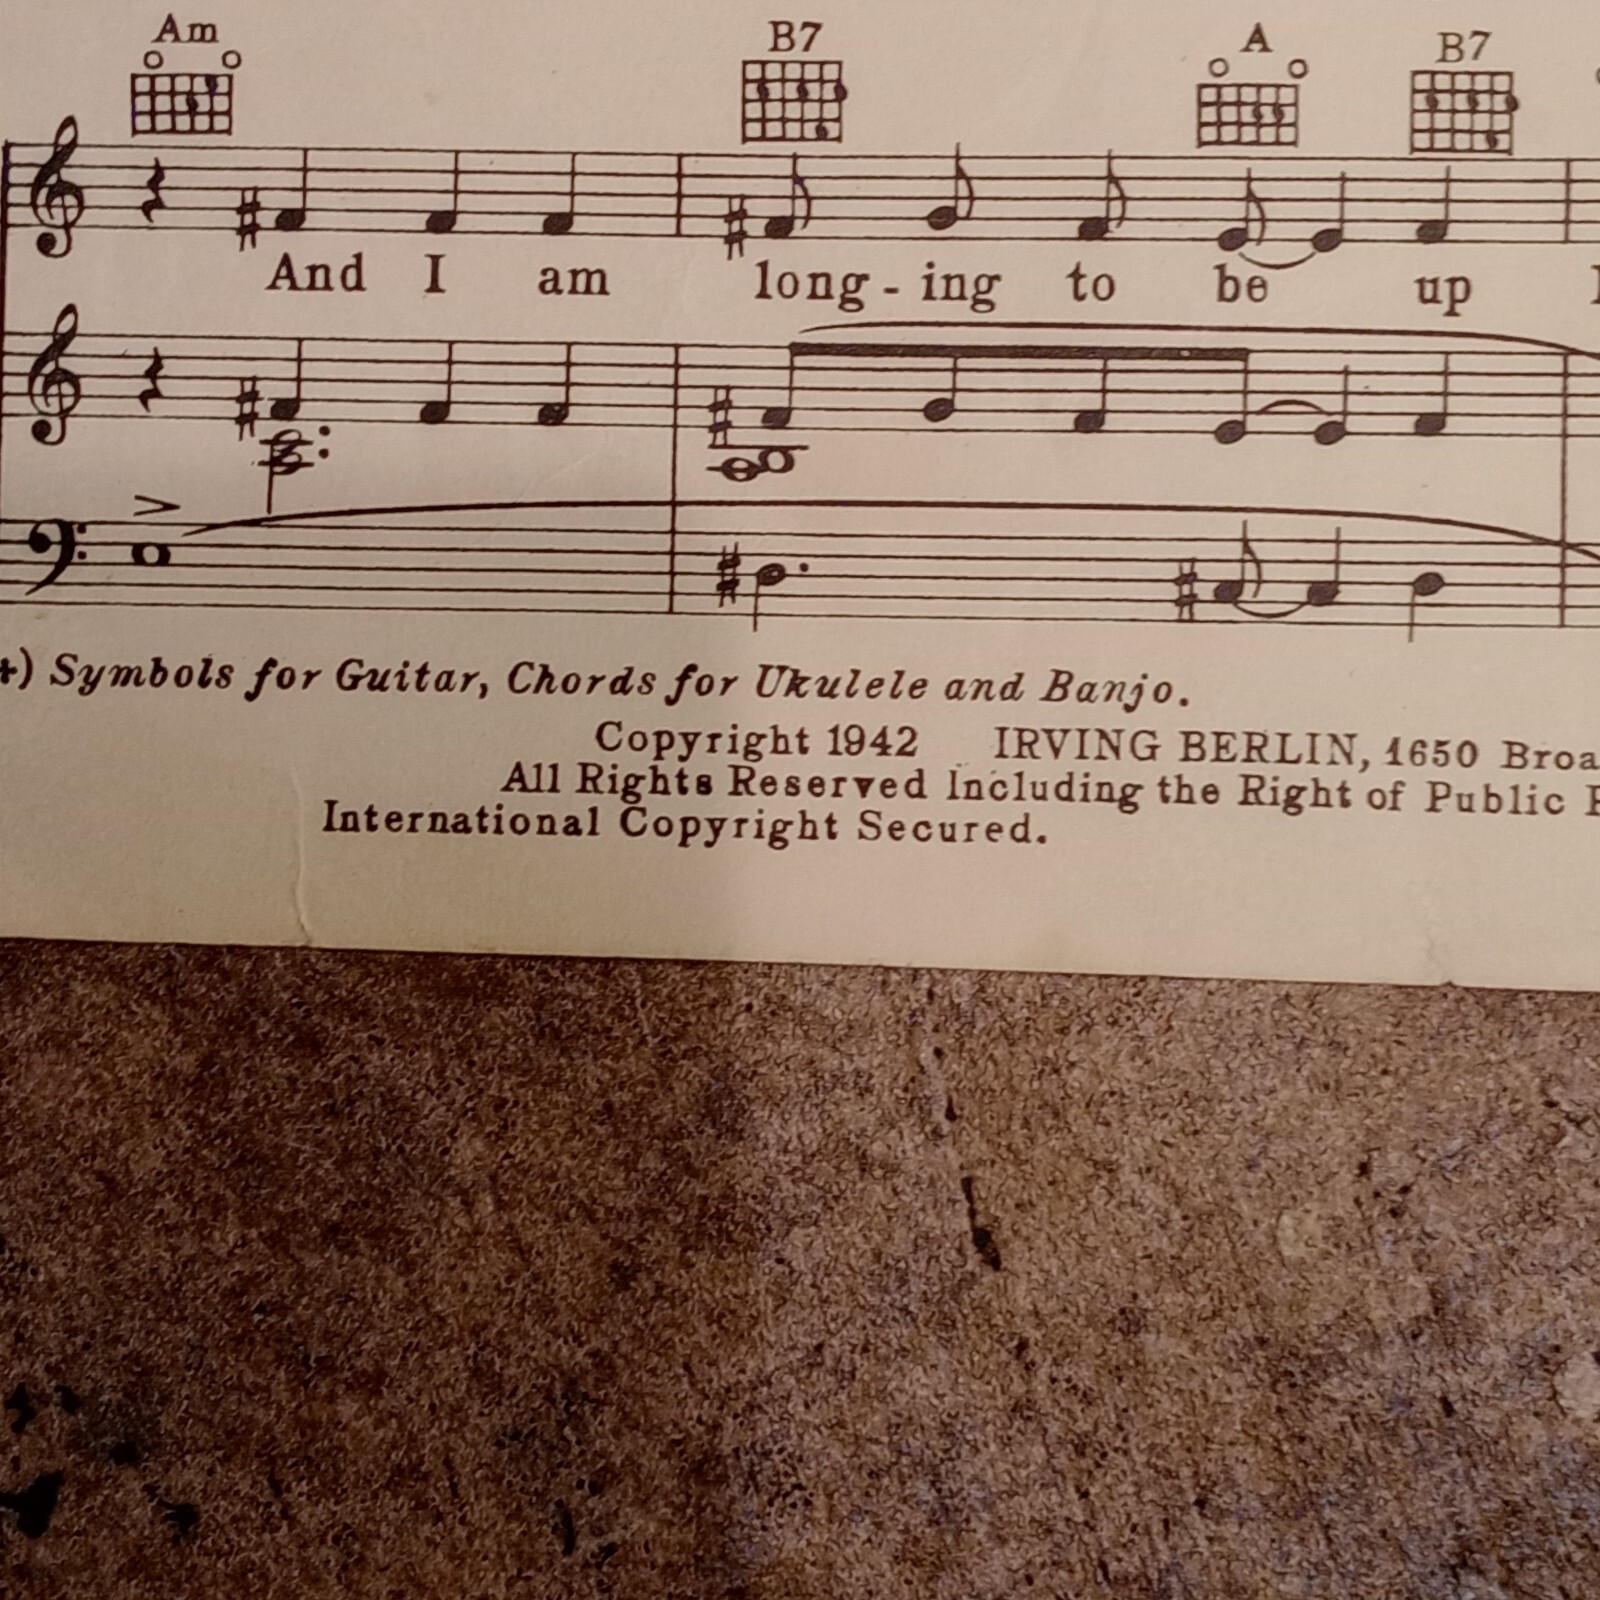 Am B7 A B7
And I am long - ing to be up
*) Symbols for Guitar, Chords for Ukulele and Banjo.
Copyright 1942 IRVING BERLIN, 1650
All Rights Reserved Including the Right of Public
International Copyright Secured.